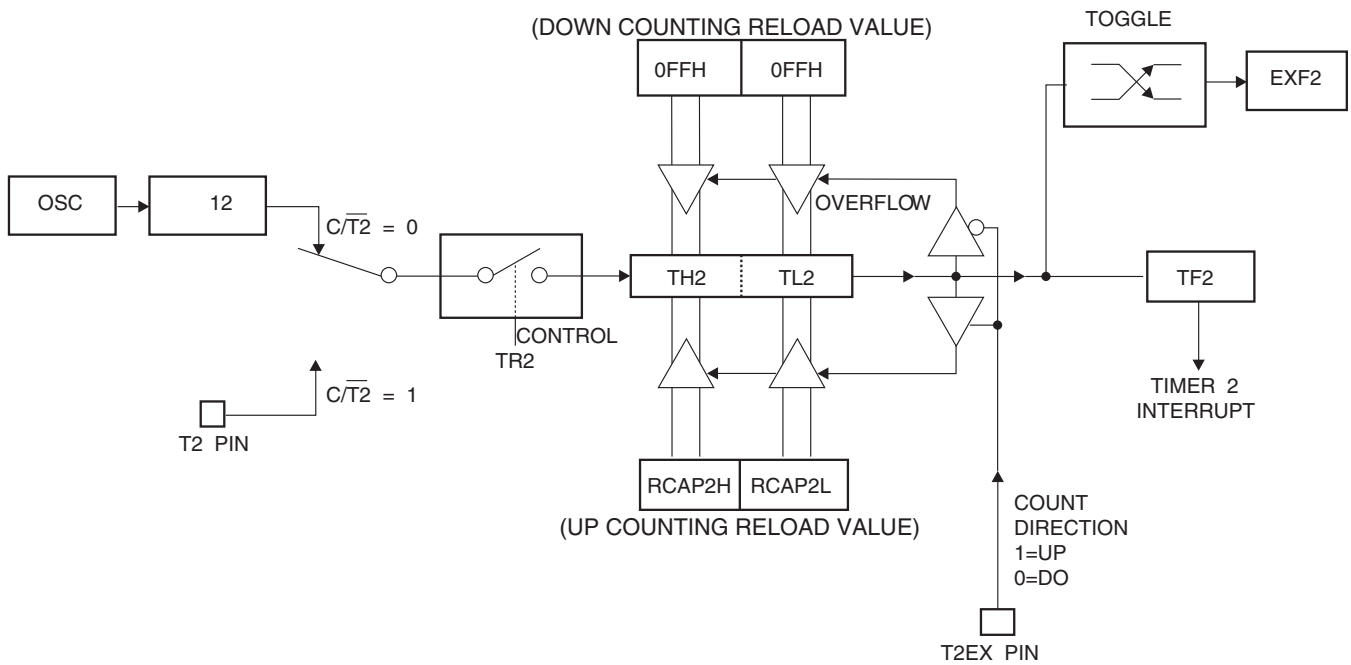 TOGGLE
(DOWN COUNTING RELOAD VALUE)
0FFH 0FFH
EXF2
OSC
12
OVERFLOW
C/T2̅ = 0
TH2 TL2
TF2
CONTROL
TR2
C/T2̅ = 1
T2 PIN
TIMER 2
INTERRUPT
RCAP2H RCAP2L
(UP COUNTING RELOAD VALUE)
COUNT
DIRECTION
1=UP
0=DO
T2EX PIN